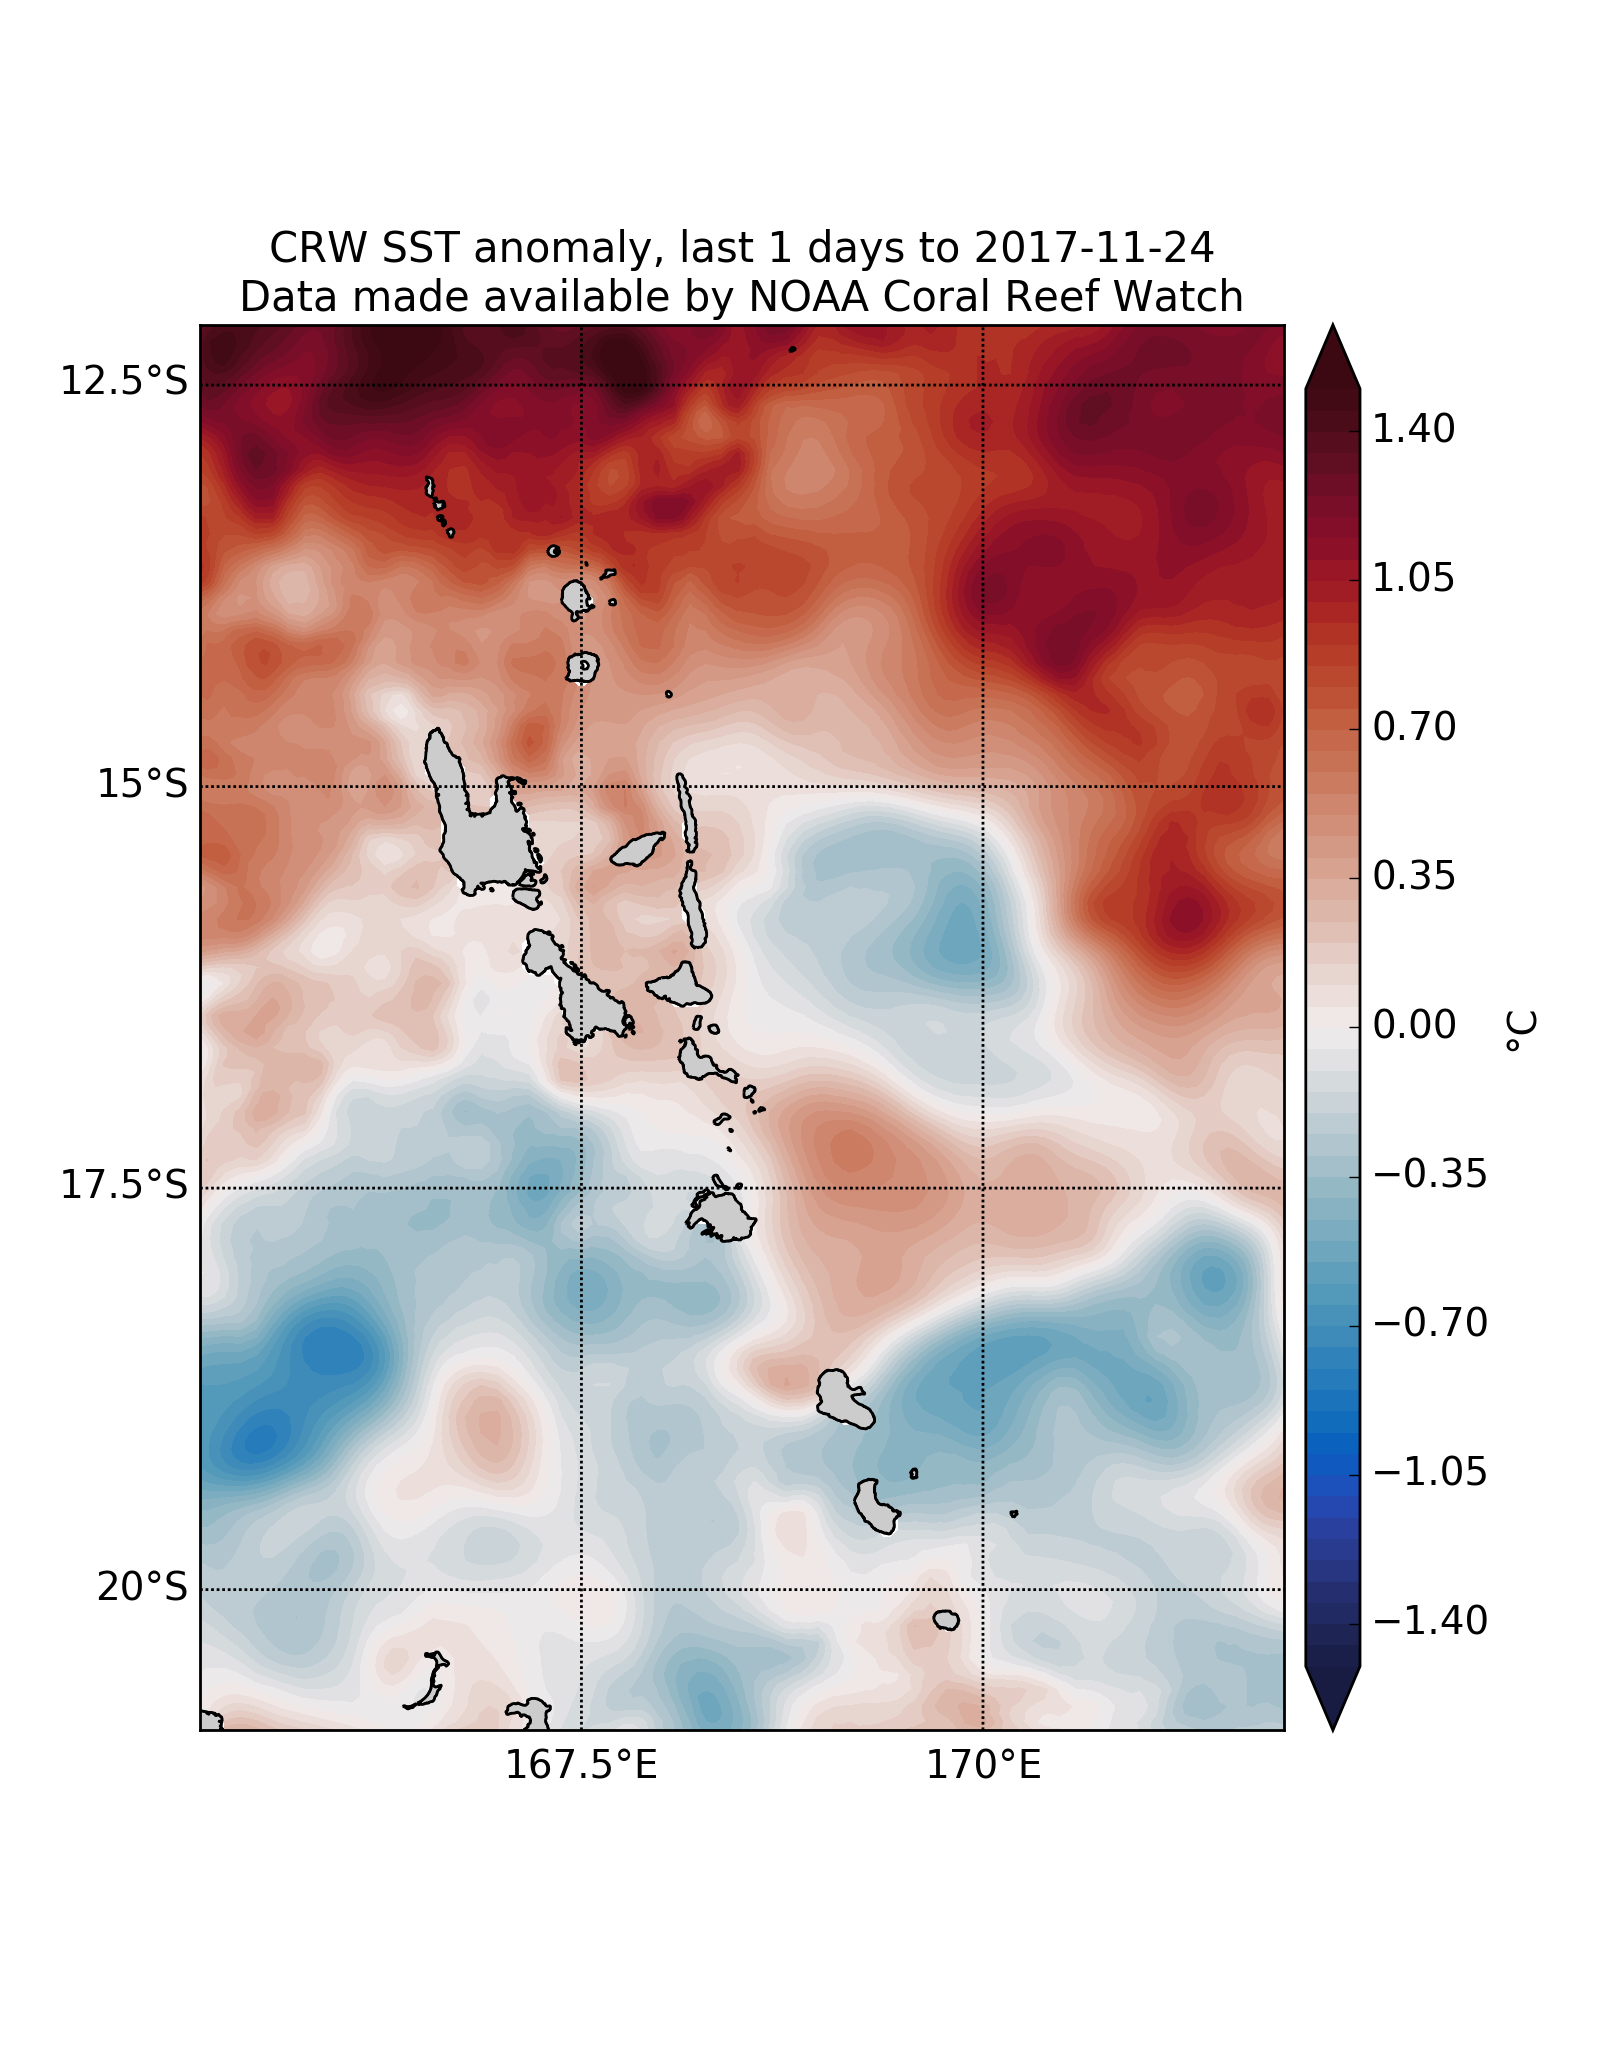 CRW SST anomaly, last 1 days to 2017-11-24
Data made available by NOAA Coral Reef Watch
12.5°S
15°S
17.5°S
20°S
167.5°E
170°E
1.40
1.05
0.70
0.35
0.00
−0.35
−0.70
−1.05
−1.40
°C